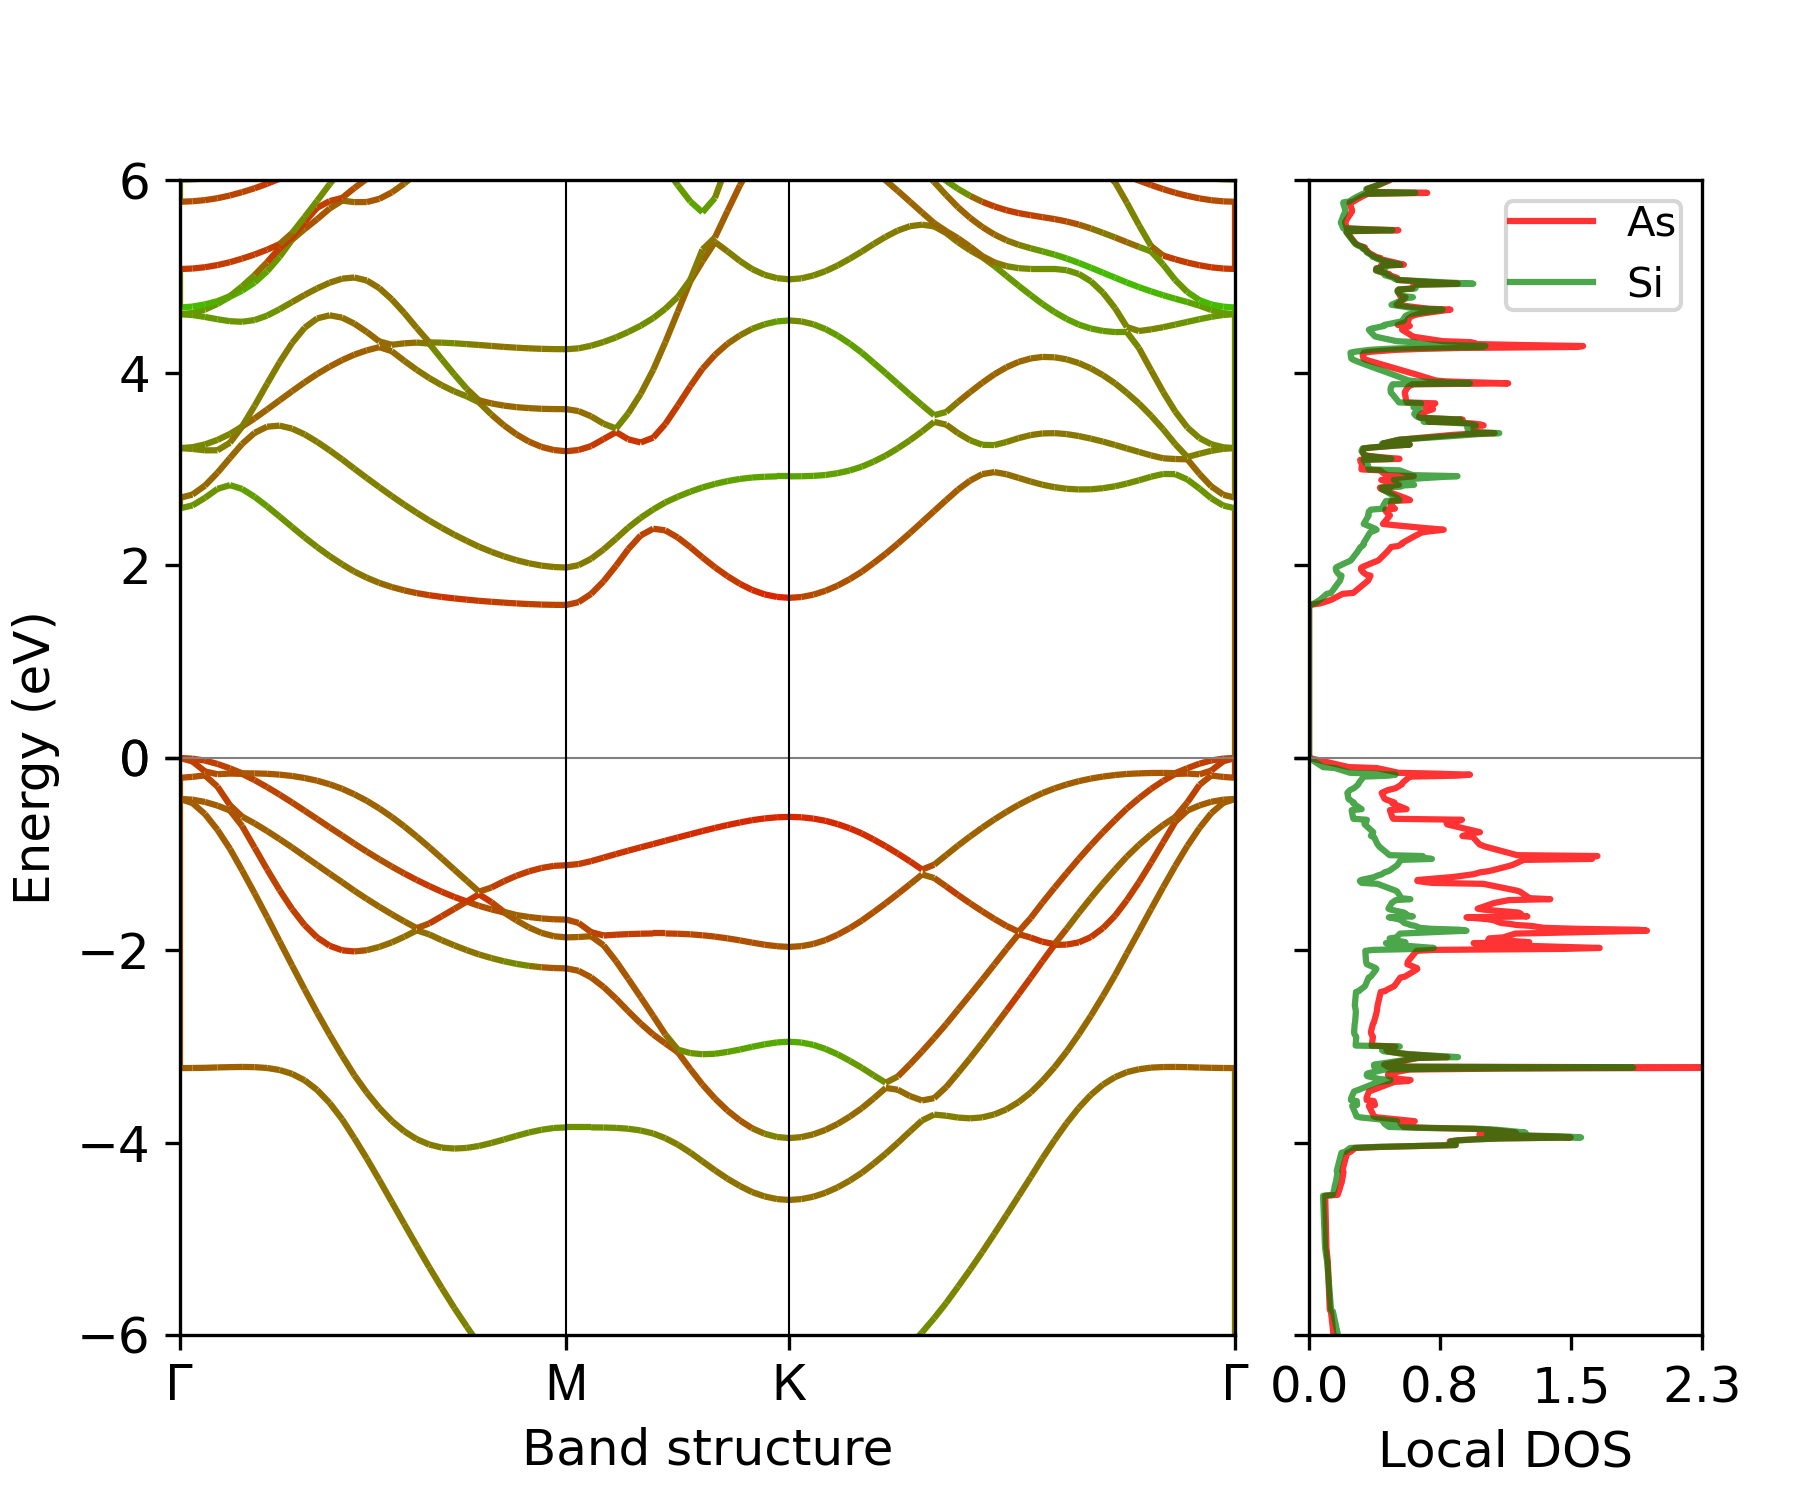 6
4
2
0
−2
−4
−6
Energy (eV)
Γ
M
K
Γ
Band structure
As
Si
0.0
0.8
1.5
2.3
Local DOS